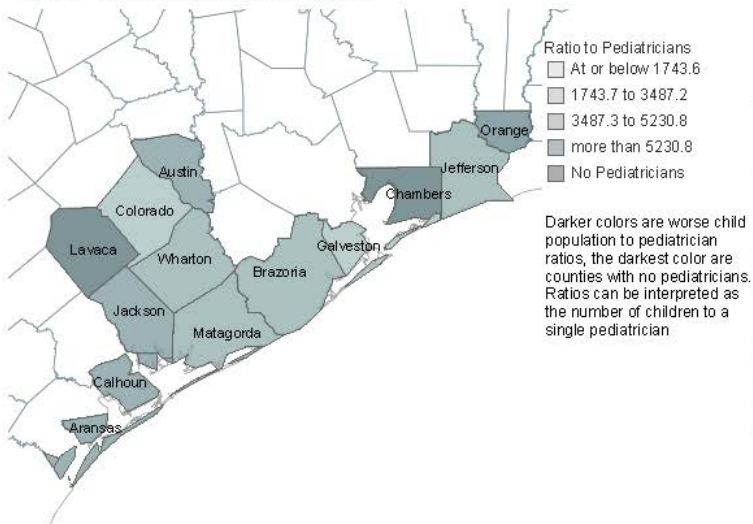 Ratio to Pediatricians
At or below 1743.6
1743.7 to 3487.2
3487.3 to 5230.8
more than 5230.8
No Pediatricians
Orange
Jefferson
Austin
Chambers
Colorado
Galveston
Lavaca
Wharton
Brazoria
Jackson
Matagorda
Calhoun
Aransas
Darker colors are worse child
population to pediatrician
ratios, the darkest color are
counties with no pediatricians.
Ratios can be interpreted as
the number of children to a
single pediatrician